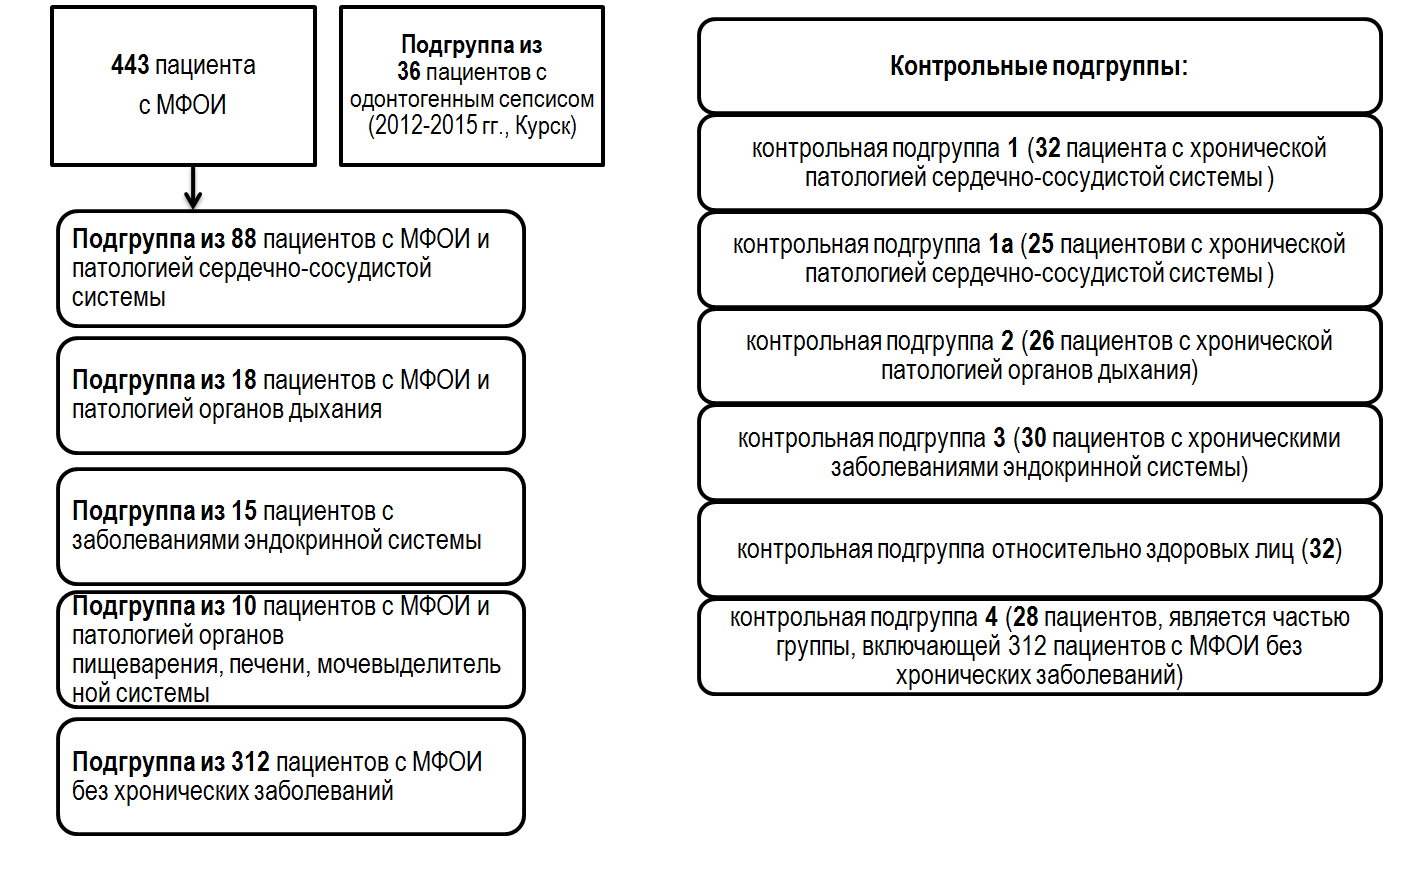 443 пациента
с МФОИ
Подгруппа из
36 пациентов с
одонтогенным сепсисом
(2012-2015 гг., Курск)
Подгруппа из 88 пациентов с МФОИ и
патологией сердечно-сосудистой
системы
Подгруппа из 18 пациентов с МФОИ и
патологией органов дыхания
Подгруппа из 15 пациентов с
заболеваниями эндокринной системы
Подгруппа из 10 пациентов с МФОИ и
патологией органов
пищеварения, печени, мочевыделитель
ной системы
Подгруппа из 312 пациентов с МФОИ
без хронических заболеваний
Контрольные подгруппы:
контрольная подгруппа 1 (32 пациента с хронической
патологией сердечно-сосудистой системы )
контрольная подгруппа 1а (25 пациентови с хронической
патологией сердечно-сосудистой системы )
контрольная подгруппа 2 (26 пациентов с хронической
патологией органов дыхания)
контрольная подгруппа 3 (30 пациентов с хроническими
заболеваниями эндокринной системы)
контрольная подгруппа относительно здоровых лиц (32)
контрольная подгруппа 4 (28 пациентов, является частью
группы, включающей 312 пациентов с МФОИ без
хронических заболеваний)